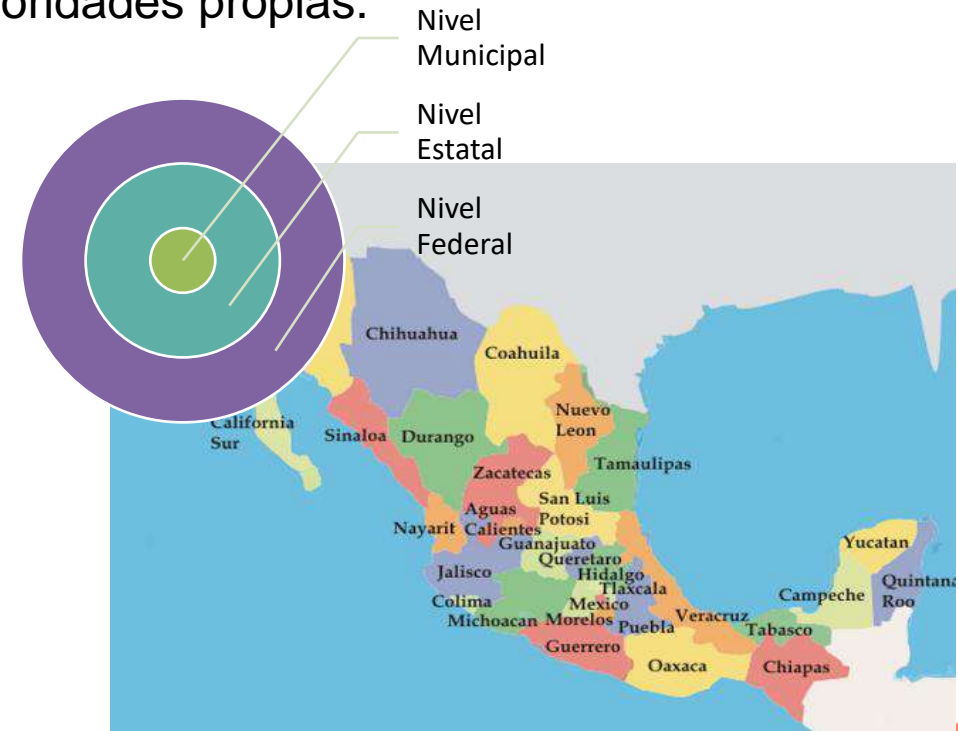 oridades propias.
Nivel
Municipal
Nivel
Estatal
Nivel
Federal
Chihuahua
Coahuila
Nuevo
Leon
California
Sur
Sinaloa
Durango
Tamaulipas
Zacatecas
San Luis
Potosi
Aguas
Calientes
Nayarit
Guanajuato
Queretaro
Hidalgo
Tlaxcala
Jalisco
Colima
Mexico
Michoacan
Morelos
Puebla
Veracruz
Tabasco
Yucatan
Campeche
Quintana
Roo
Guerrero
Oaxaca
Chiapas